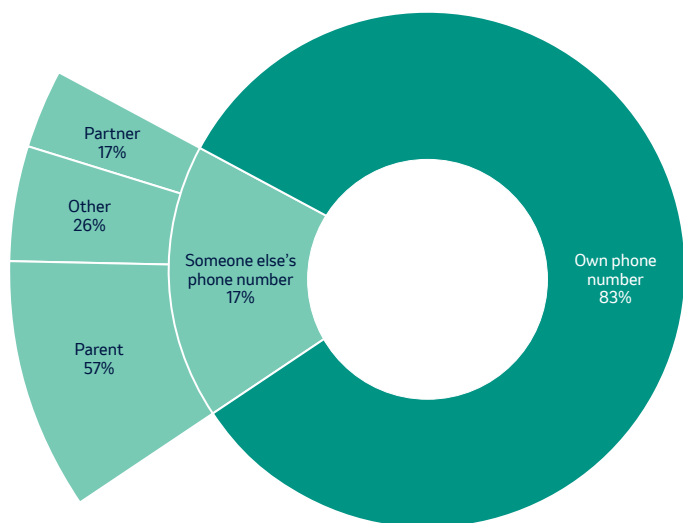 Partner
17%
Other
26%
Someone else's
phone number
17%
Parent
57%
Own phone
number
83%